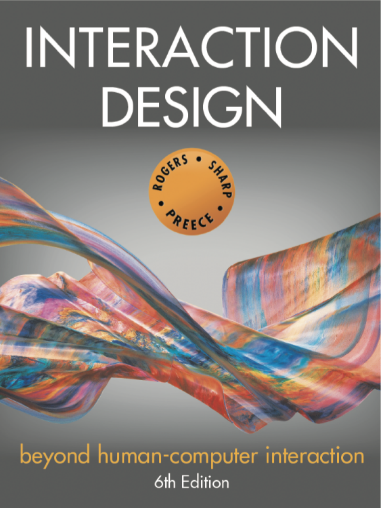 INTERACTION
DESIGN
ROGERS • SHARP • PREECE •
beyond human-computer interaction
6th Edition